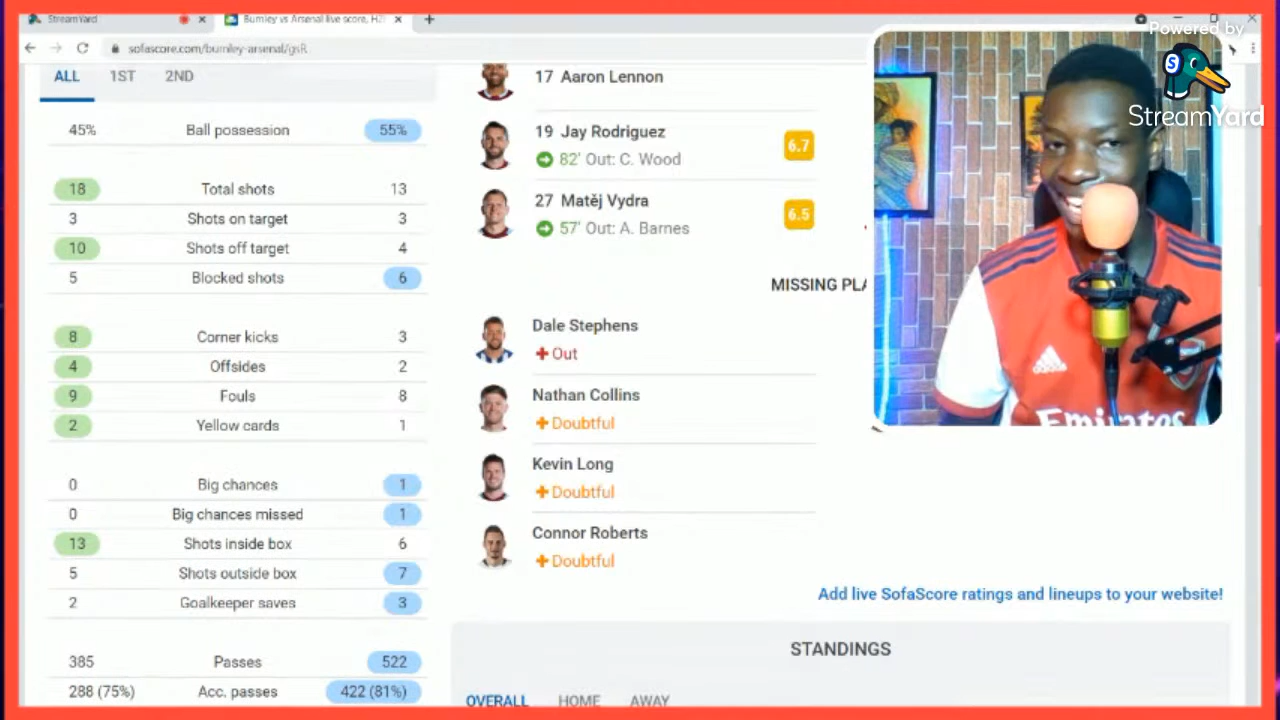 StreamYard
Burnley vs Arsenal live score, H2
sofascore.com/burnley-arsenal/gsR
Powered by
StreamYard
ALL 1ST 2ND
45% Ball possession 55%
18 Total shots 13
3 Shots on target 3
10 Shots off target 4
5 Blocked shots 6
8 Corner kicks 3
4 Offsides 2
9 Fouls 8
2 Yellow cards 1
0 Big chances 1
0 Big chances missed 1
13 Shots inside box 6
5 Shots outside box 7
2 Goalkeeper saves 3
385 Passes 522
288 (75%) Acc. passes 422 (81%)
17 Aaron Lennon
19 Jay Rodriguez
82' Out: C. Wood
6.7
27 Matěj Vydra
57' Out: A. Barnes
6.5
MISSING PLA
Dale Stephens
Out
Nathan Collins
Doubtful
Kevin Long
Doubtful
Connor Roberts
Doubtful
Add live SofaScore ratings and lineups to your website!
STANDINGS
OVERALL HOME AWAY
Emirates